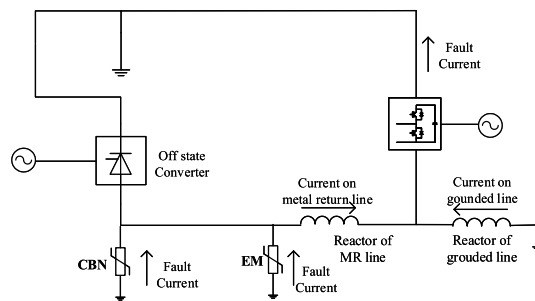 Fault
Current
Off state
Converter
Current on
metal return line
Current on
gounded line
Reactor of
MR line
Reactor of
grounded line
CBN
Fault
Current
EM
Fault
Current